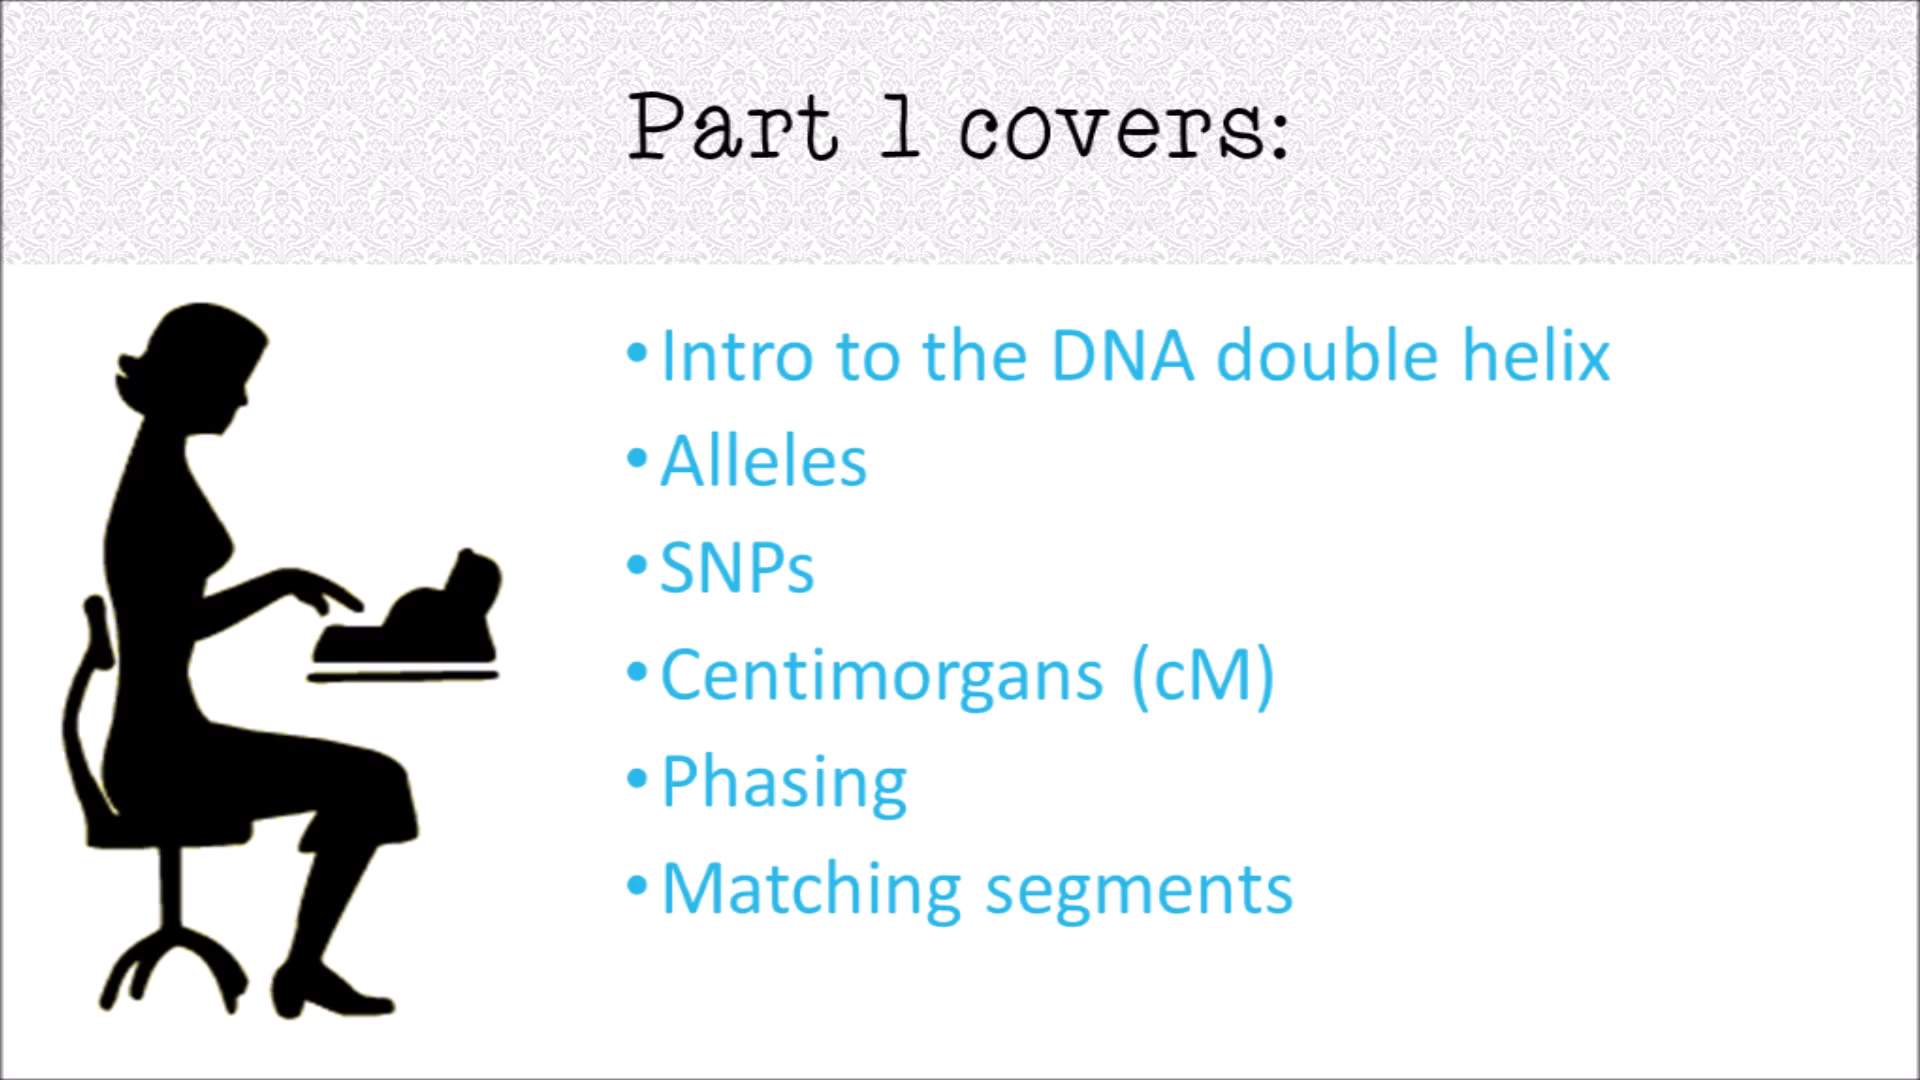 Part 1 covers:
•Intro to the DNA double helix
•Alleles
•SNPs
•Centimorgans (cM)
•Phasing
•Matching segments